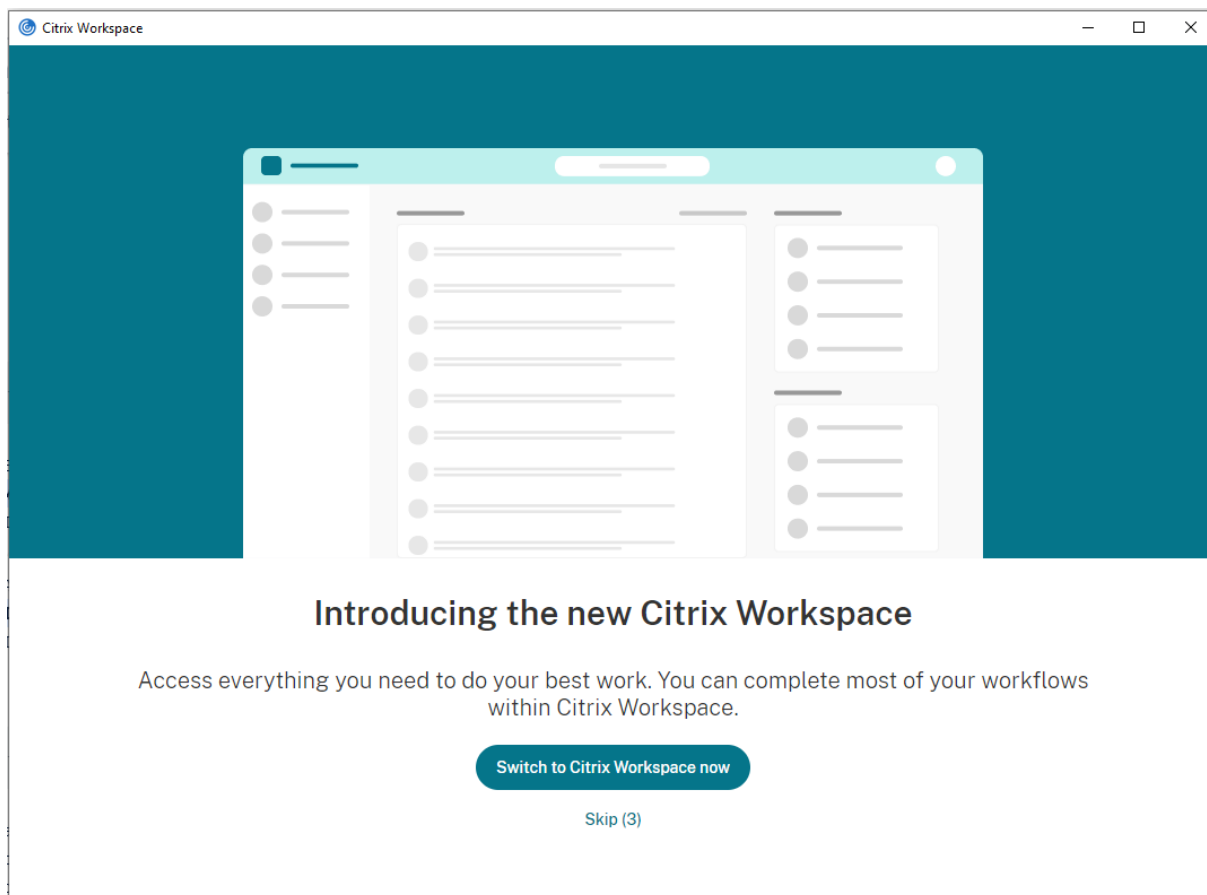 Citrix Workspace
Introducing the new Citrix Workspace
Access everything you need to do your best work. You can complete most of your workflows
within Citrix Workspace.
Switch to Citrix Workspace now
Skip (3)